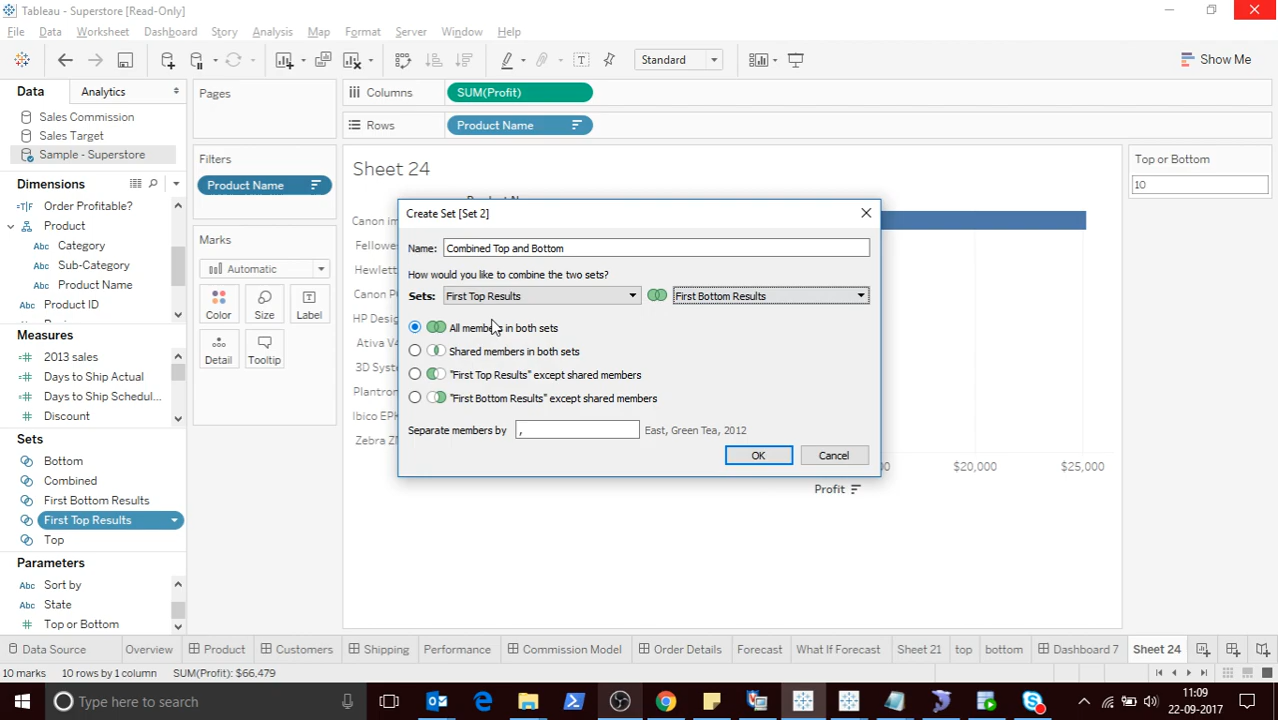 Tableau - Superstore [Read-Only]
File Data Worksheet Dashboard Story Analysis Map Format Server Window Help
Standard
Show Me
Data Analytics
Sales Commission
Sales Target
Sample - Superstore
Dimensions
Order Profitable?
Product
Category
Sub-Category
Product Name
Product ID
Measures
2013 sales
Days to Ship Actual
Days to Ship Schedul...
Discount
Sets
Bottom
Combined
First Bottom Results
First Top Results
Top
Parameters
Sort by
State
Top or Bottom
Pages
Filters
Product Name
Marks
Automatic
Color Size Label
Detail Tooltip
Columns SUM(Profit)
Rows Product Name
Sheet 24
Canon im
Fellowe
Hewlett
Canon P
HP Desig
Ativa V4
3D System
Plantron
Ibico EPK
Zebra Z
$20,000 $25,000
Profit
Top or Bottom
10
Create Set [Set 2]
Name: Combined Top and Bottom
How would you like to combine the two sets?
Sets: First Top Results First Bottom Results
All members in both sets
Shared members in both sets
"First Top Results" except shared members
"First Bottom Results" except shared members
Separate members by , East, Green Tea, 2012
OK Cancel
Data Source Overview Product Customers Shipping Performance Commission Model Order Details Forecast What If Forecast Sheet 21 top bottom Dashboard 7 Sheet 24
10 marks 10 rows by 1 column SUM(Profit): $66,479
Type here to search
11:09
22-09-2017